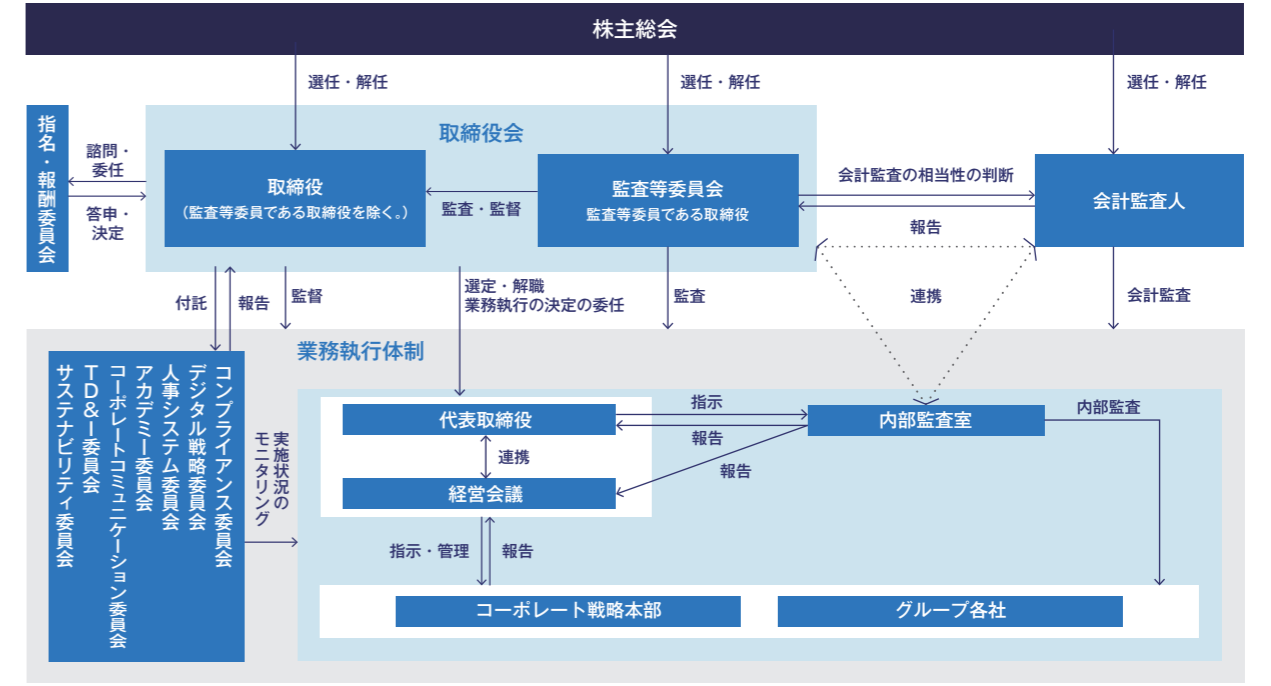 株主総会
選任・解任
選任・解任
選任・解任
指名・報酬委員会
諮問・
委任
答申・
決定
取締役会
取締役
（監査等委員である取締役を除く。）
監査・監督
監査等委員会
監査等委員である取締役
会計監査の相当性の判断
報告
会計監査人
付託
報告
監督
選定・解職
業務執行の決定の委任
監査
連携
会計監査
業務執行体制
コンプライアンス委員会
デジタル戦略委員会
人事システム委員会
アカデミー委員会
コーポレートコミュニケーション委員会
TD&I委員会
サステナビリティ委員会
実施状況の
モニタリング
代表取締役
連携
経営会議
指示
報告
報告
内部監査室
内部監査
指示・管理
報告
コーポレート戦略本部
グループ各社